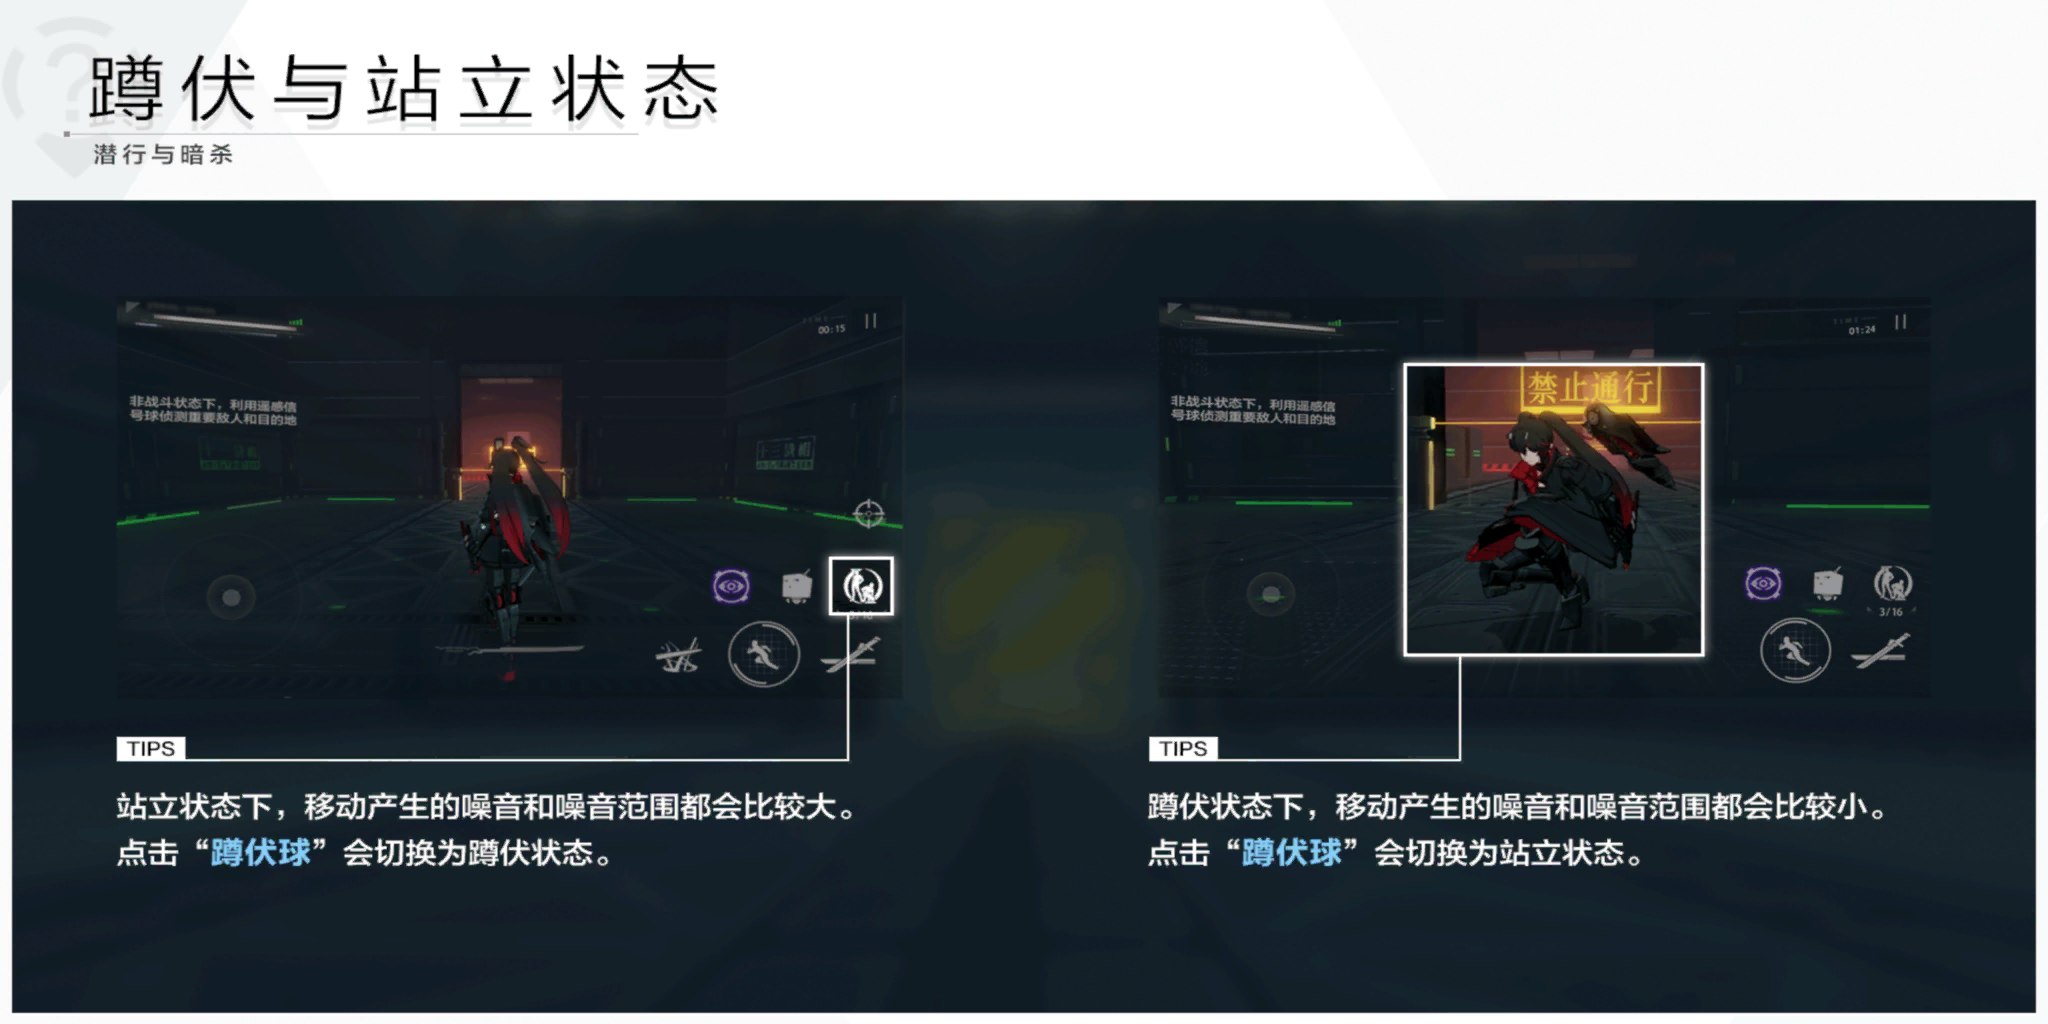 蹲伏与站立状态
潜行与暗杀
TIME
00:15
非战斗状态下，利用遥感信
号球侦测重要敌人和目的地
3/16
TIPS
站立状态下，移动产生的噪音和噪音范围都会比较大。
点击“蹲伏球”会切换为蹲伏状态。
TIME
01:24
非战斗状态下，利用遥感信
号球侦测重要敌人和目的地
禁止通行
3/16
TIPS
蹲伏状态下，移动产生的噪音和噪音范围都会比较小。
点击“蹲伏球”会切换为站立状态。